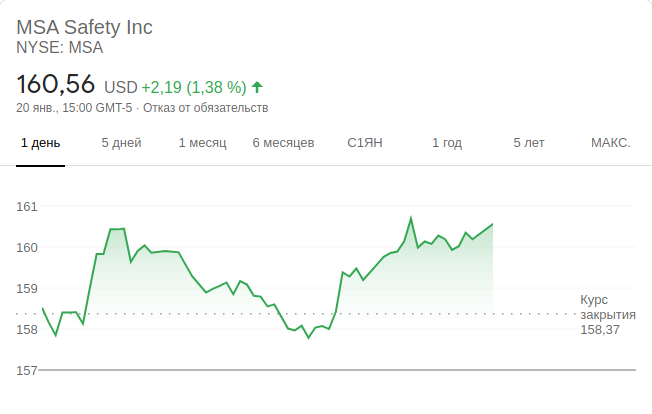 MSA Safety Inc
NYSE: MSA
160,56 USD +2,19 (1,38 %)
20 янв., 15:00 GMT-5 · Отказ от обязательств
1 день 5 дней 1 месяц 6 месяцев С1ЯН 1 год 5 лет МАКС.
161
160
159
158
157
Курс
закрытия
158,37